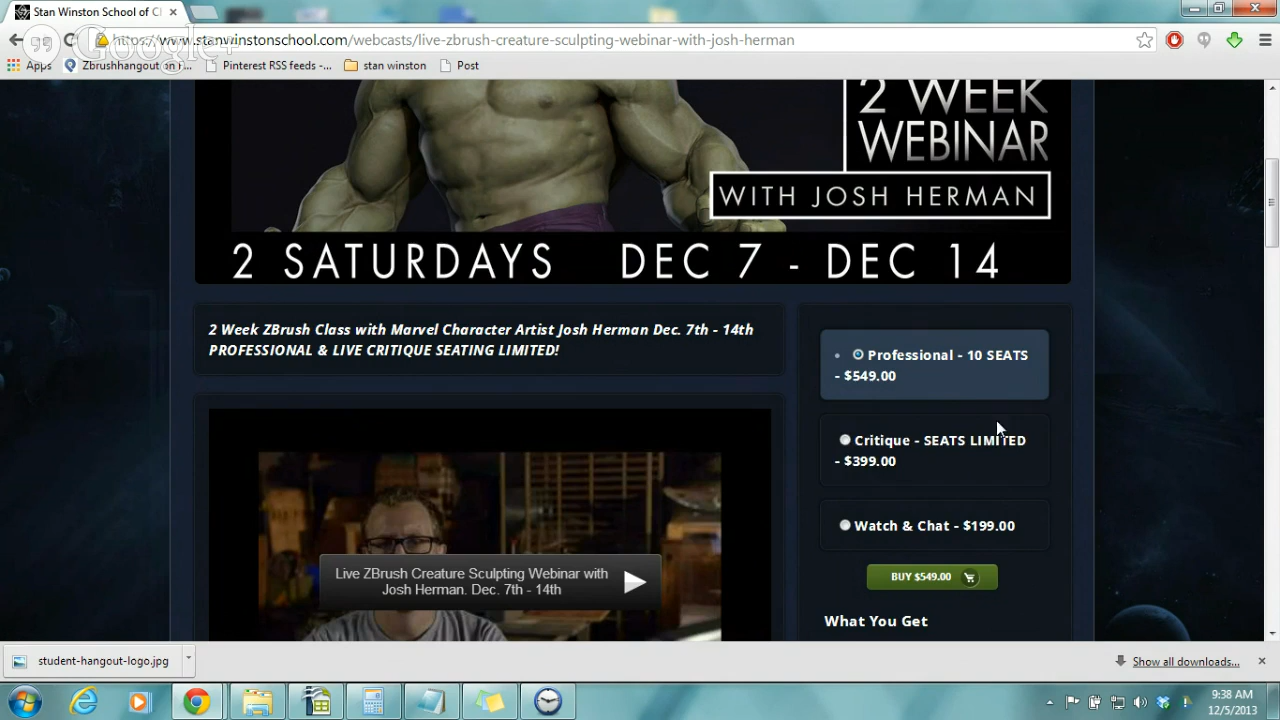 Stan Winston School of Cl
https://www.stanwinstonschool.com/webcasts/live-zbrush-creature-sculpting-webinar-with-josh-herman
Google+
Apps
Zbrushhangout on
Pinterest RSS feeds -...
stan winston
Post
2 WEEK
WEBINAR
WITH JOSH HERMAN
2 SATURDAYS DEC 7 - DEC 14
2 Week ZBrush Class with Marvel Character Artist Josh Herman Dec. 7th - 14th
PROFESSIONAL & LIVE CRITIQUE SEATING LIMITED!
Professional - 10 SEATS
- $549.00
Critique - SEATS LIMITED
- $399.00
Watch & Chat - $199.00
BUY $549.00
What You Get
Live ZBrush Creature Sculpting Webinar with
Josh Herman. Dec. 7th - 14th
student-hangout-logo.jpg
Show all downloads...
9:38 AM
12/5/2013